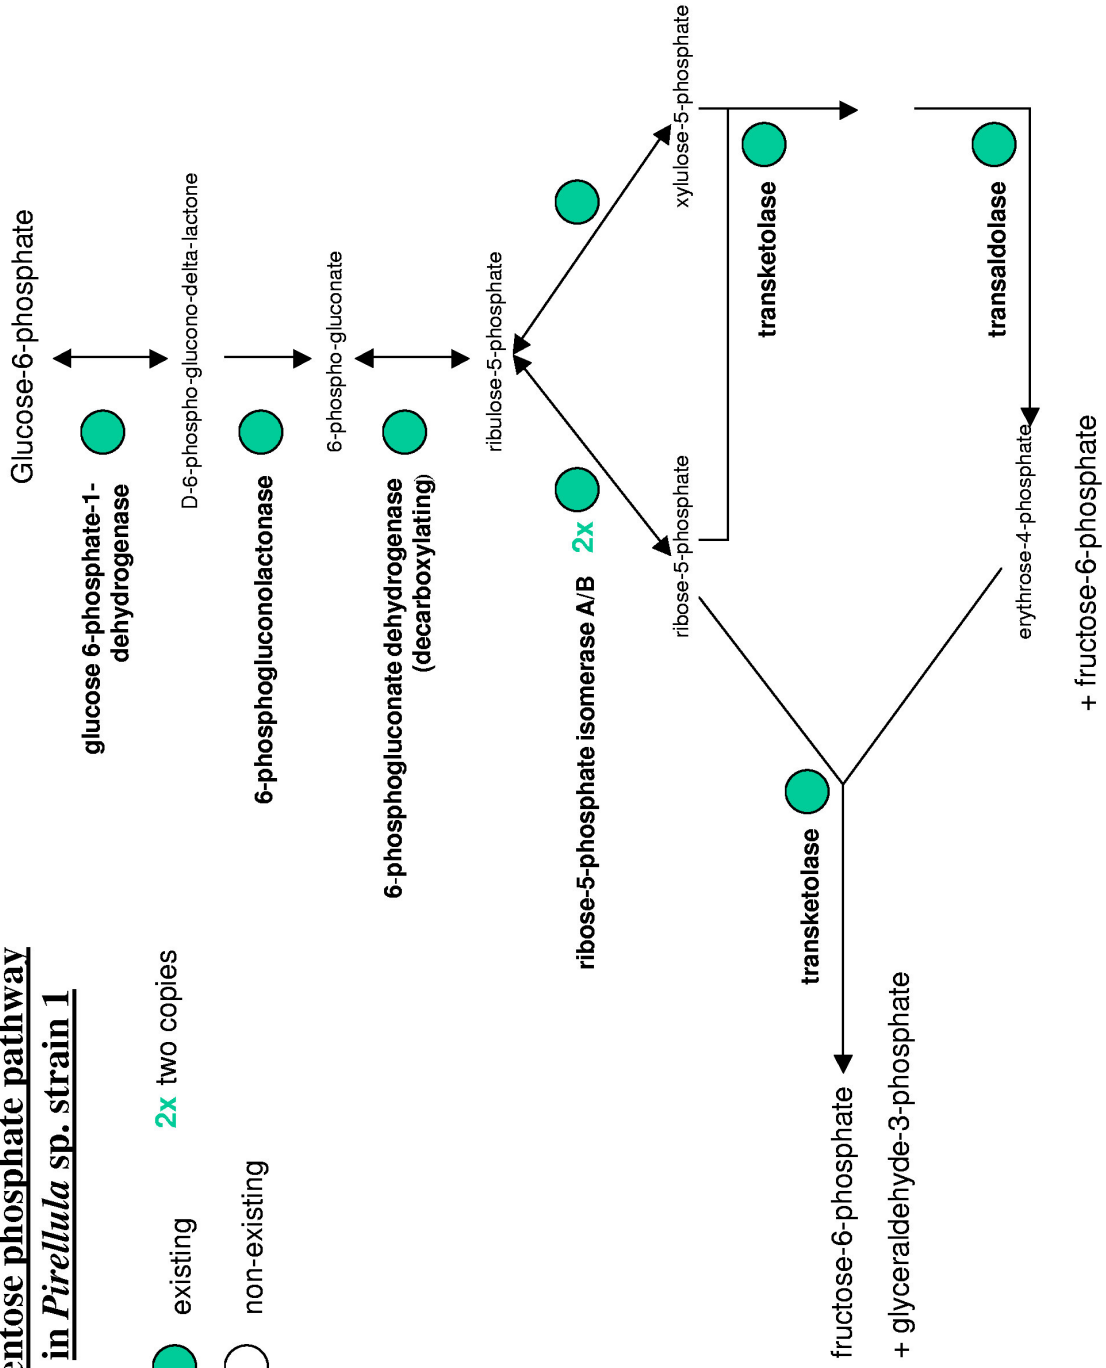 entose phosphate pathway
in Pirellula sp. strain 1
existing
2x two copies
non-existing
Glucose-6-phosphate
glucose 6-phosphate-1-
dehydrogenase
D-6-phospho-glucono-delta-lactone
6-phosphogluconolactonase
6-phospho-gluconate
6-phosphogluconate dehydrogenase
(decarboxylating)
ribulose-5-phosphate
ribose-5-phosphate isomerase A/B 2x
ribose-5-phosphate
xylulose-5-phosphate
transketolase
transketolase
transaldolase
fructose-6-phosphate
+ glyceraldehyde-3-phosphate
erythrose-4-phosphate
+ fructose-6-phosphate